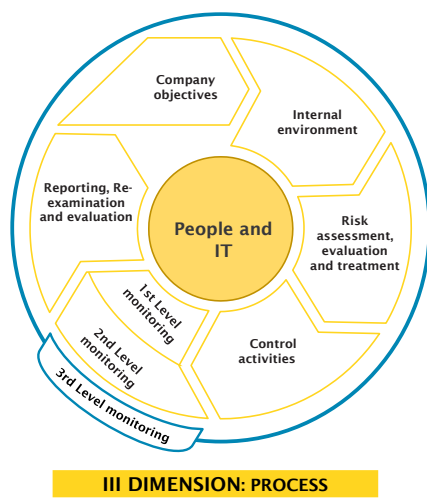 Company
objectives
Internal
environment
Risk
assessment,
evaluation
and treatment
Control
activities
1st Level
monitoring
2nd Level
monitoring
3rd Level monitoring
Reporting, Re-
examination
and evaluation
People and
IT
III DIMENSION: PROCESS